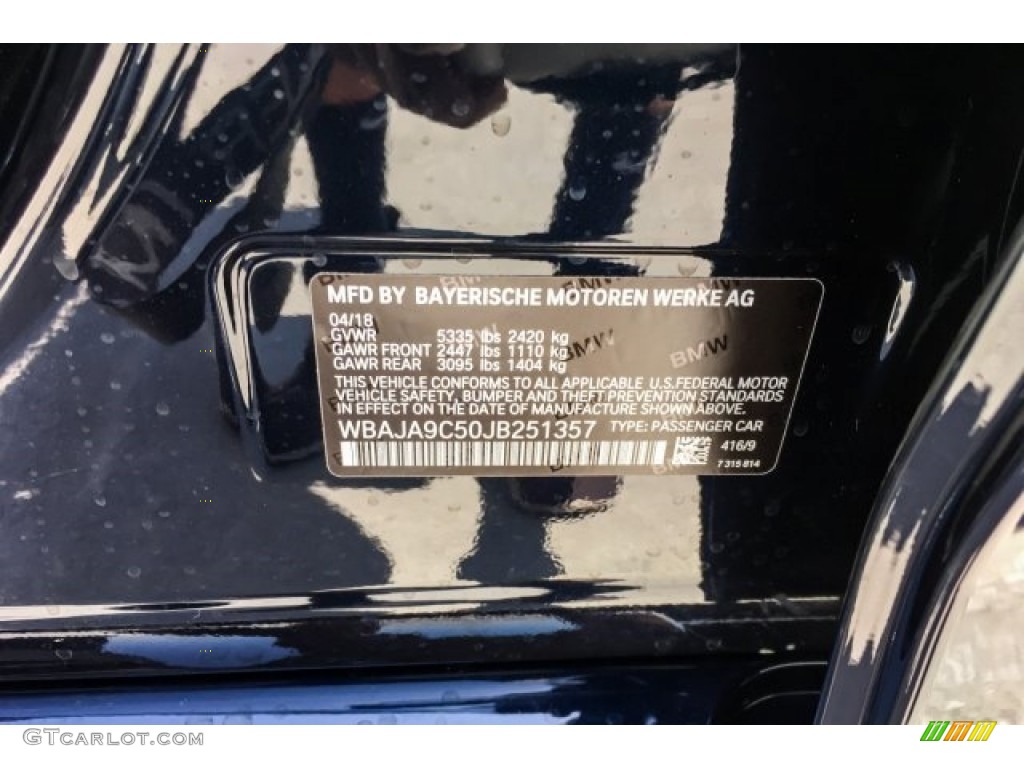 MFD BY BAYERISCHE MOTOREN WERKE AG
04/18
GVWR 5335 lbs 2420 kg
GAWR FRONT 2447 lbs 1110 kg
GAWR REAR 3095 lbs 1404 kg
THIS VEHICLE CONFORMS TO ALL APPLICABLE U.S.FEDERAL MOTOR
VEHICLE SAFETY, BUMPER AND THEFT PREVENTION STANDARDS
IN EFFECT ON THE DATE OF MANUFACTURE SHOWN ABOVE.
WBAJA9C50JB251357 TYPE: PASSENGER CAR
416/9
7 315 814
BMW
BMW
BMW
BMW
BMW
GTCarlot.com